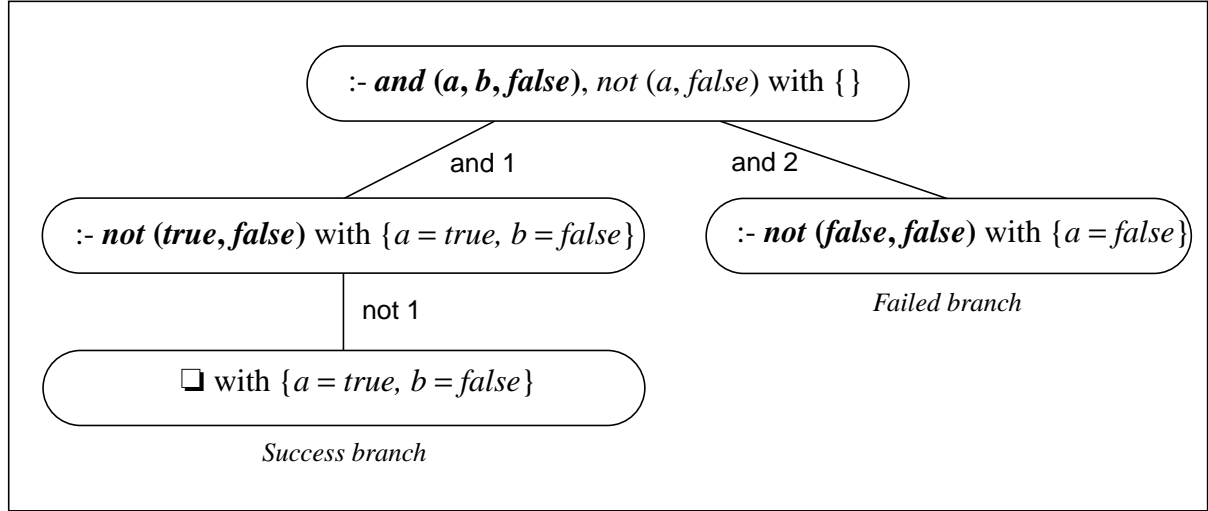 :- and (a, b, false), not (a, false) with {}
and 1
and 2
:- not (true, false) with {a = true, b = false}
:- not (false, false) with {a = false}
Failed branch
not 1
❏ with {a = true, b = false}
Success branch